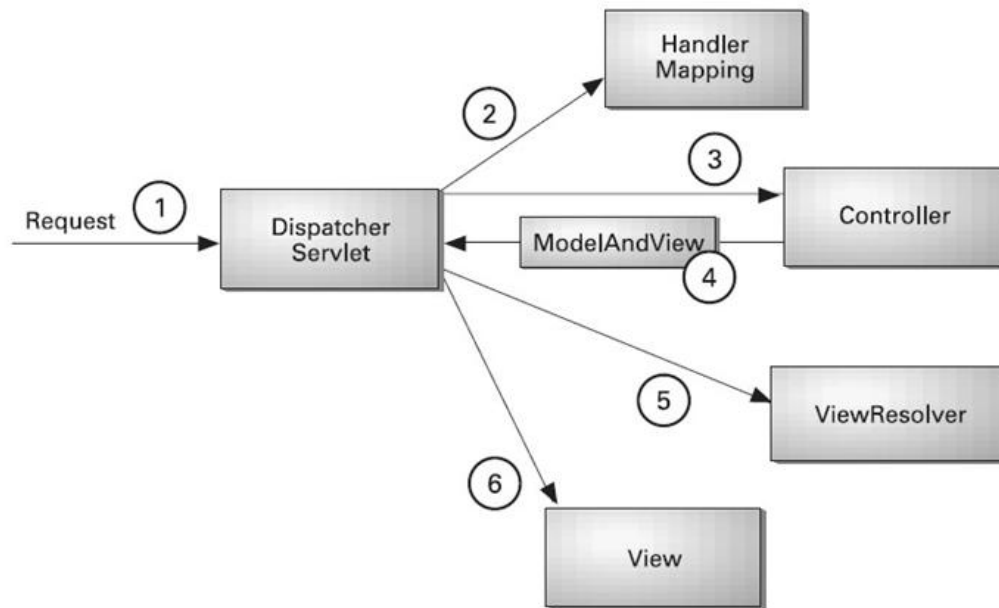 Handler
Mapping
2
3
1
Request
Dispatcher
Servlet
Controller
ModelAndView
4
5
ViewResolver
6
View